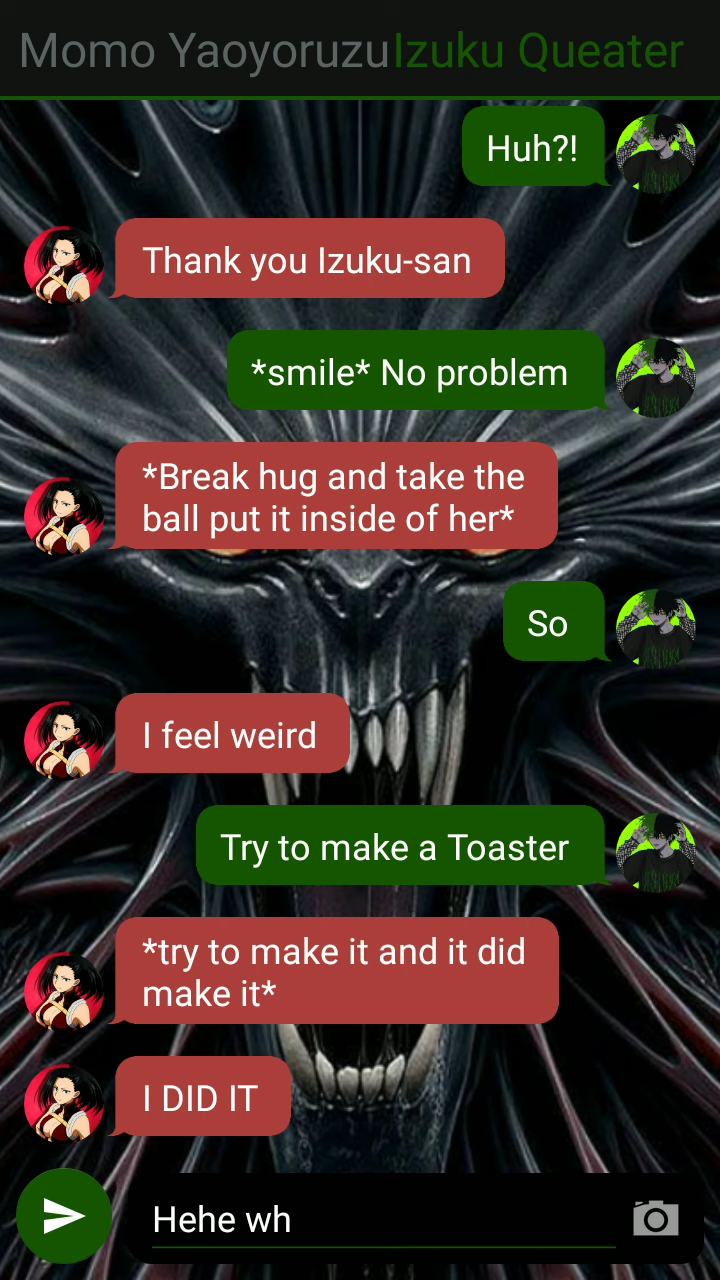 Momo YaoyoruzuIzuku Queater
Huh?!
Thank you Izuku-san
*smile* No problem
*Break hug and take the
ball put it inside of her*
So
I feel weird
Try to make a Toaster
*try to make it and it did
make it*
I DID IT
Hehe wh